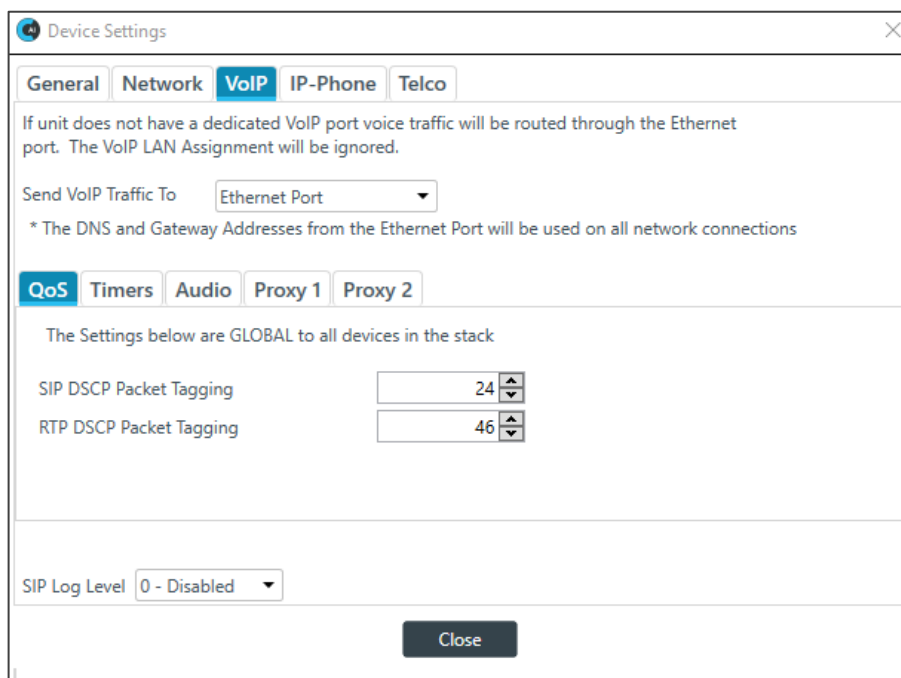 Device Settings
General Network VoIP IP-Phone Telco
If unit does not have a dedicated VoIP port voice traffic will be routed through the Ethernet
port. The VoIP LAN Assignment will be ignored.
Send VoIP Traffic To Ethernet Port
* The DNS and Gateway Addresses from the Ethernet Port will be used on all network connections
QoS Timers Audio Proxy 1 Proxy 2
The Settings below are GLOBAL to all devices in the stack
SIP DSCP Packet Tagging 24
RTP DSCP Packet Tagging 46
SIP Log Level 0 - Disabled
Close